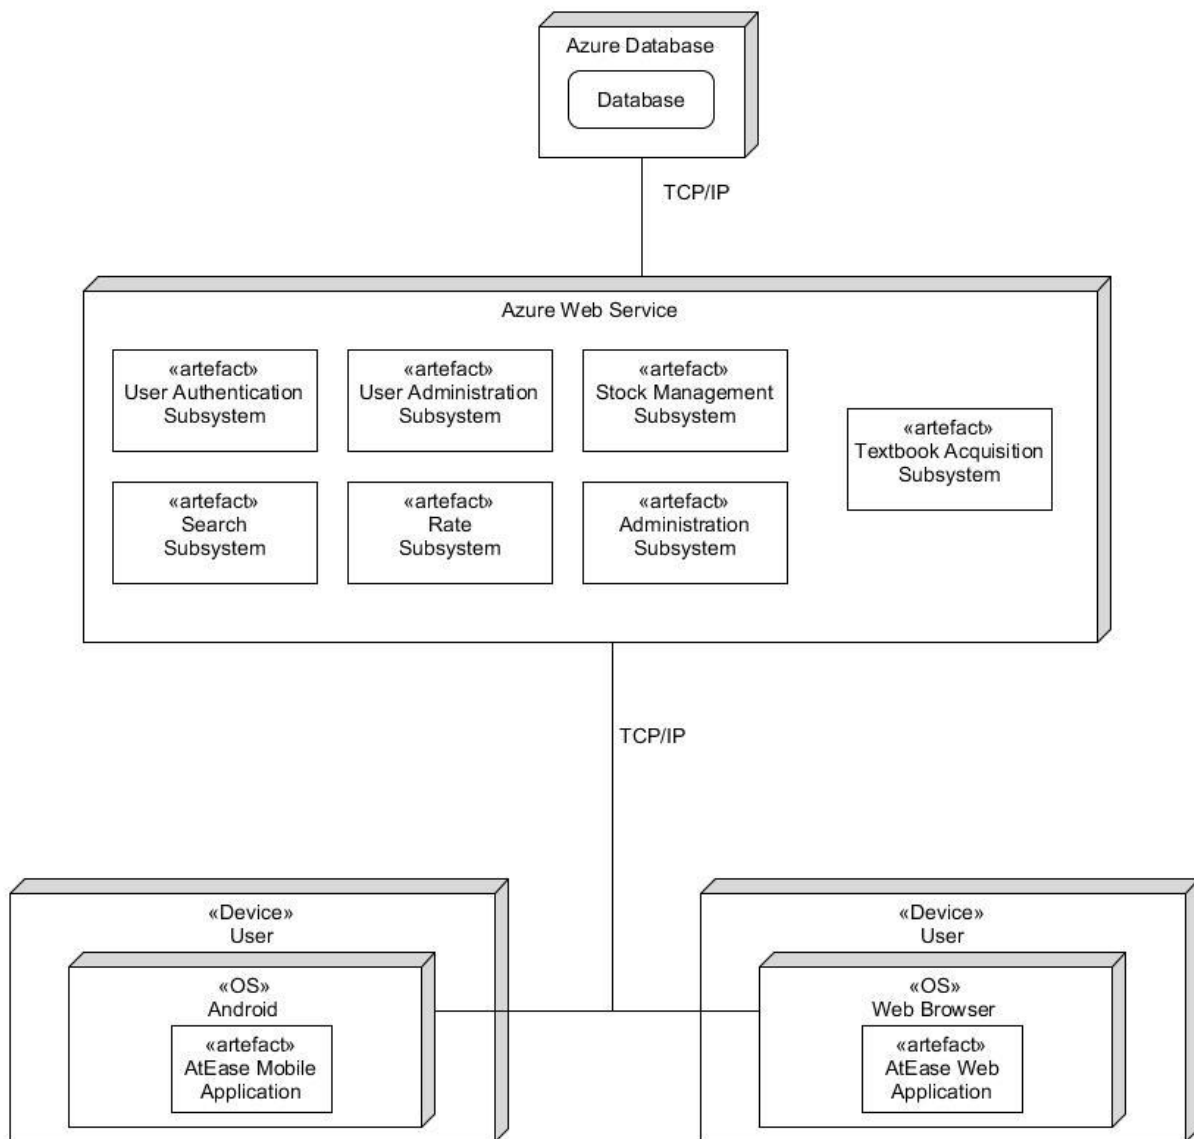 Azure Database
Database
TCP/IP
Azure Web Service
«artefact»
User Authentication
Subsystem
«artefact»
User Administration
Subsystem
«artefact»
Stock Management
Subsystem
«artefact»
Textbook Acquisition
Subsystem
«artefact»
Search
Subsystem
«artefact»
Rate
Subsystem
«artefact»
Administration
Subsystem
TCP/IP
«Device»
User
«OS»
Android
«artefact»
AtEase Mobile
Application
«Device»
User
«OS»
Web Browser
«artefact»
AtEase Web
Application